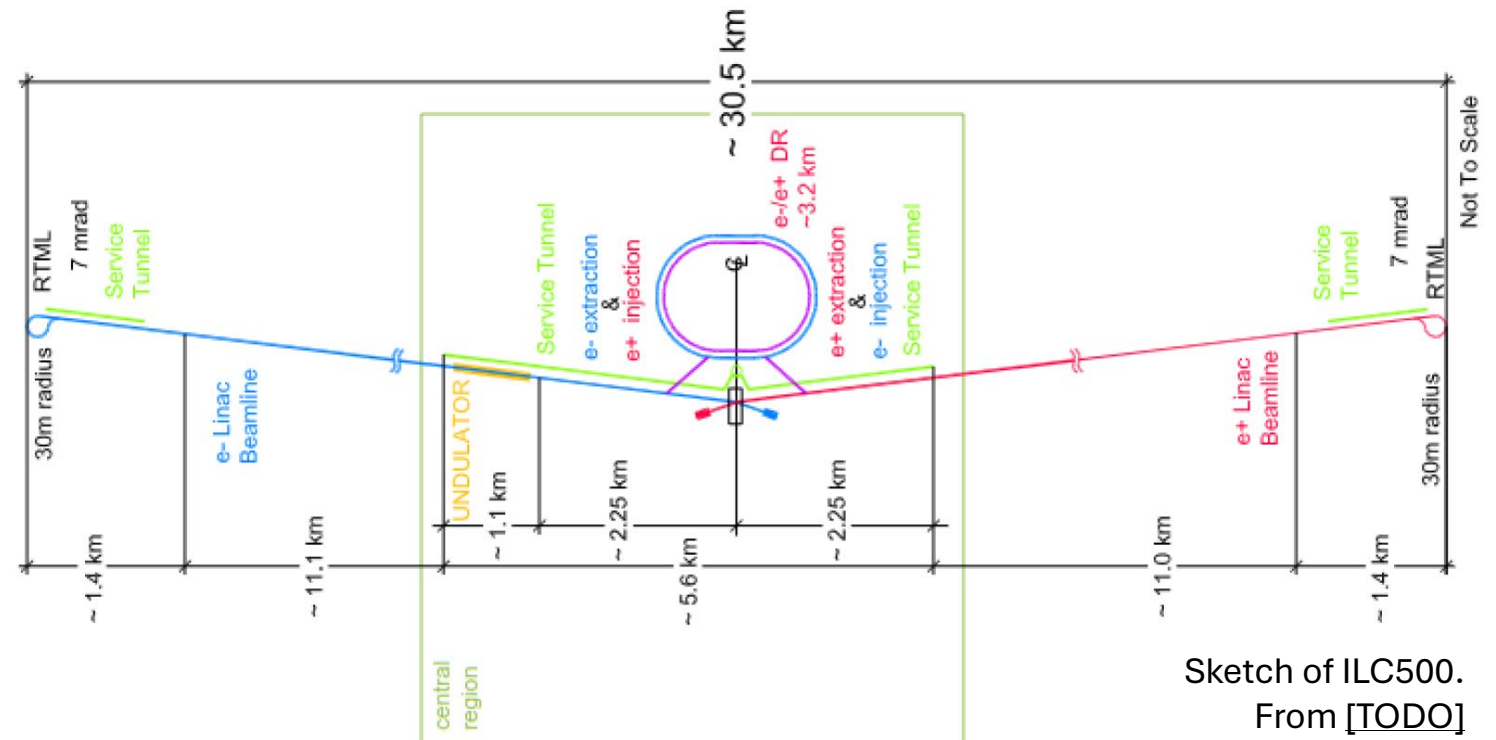 ~ 30.5 km
RTML
7 mrad
Service
Tunnel
30m radius
e- Linac
Beamline
UNDULATOR
Service Tunnel
e- extraction
&
e+ injection
e-/e+ DR
~3.2 km
℄
e+ extraction
&
e- injection
Service Tunnel
e+ Linac
Beamline
Service
Tunnel
7 mrad
RTML
30m radius
Not To Scale
~ 1.1 km
~ 2.25 km
~ 2.25 km
~ 1.4 km
~ 11.1 km
~ 5.6 km
~ 11.0 km
~ 1.4 km
central
region
Sketch of ILC500.
From [TODO]